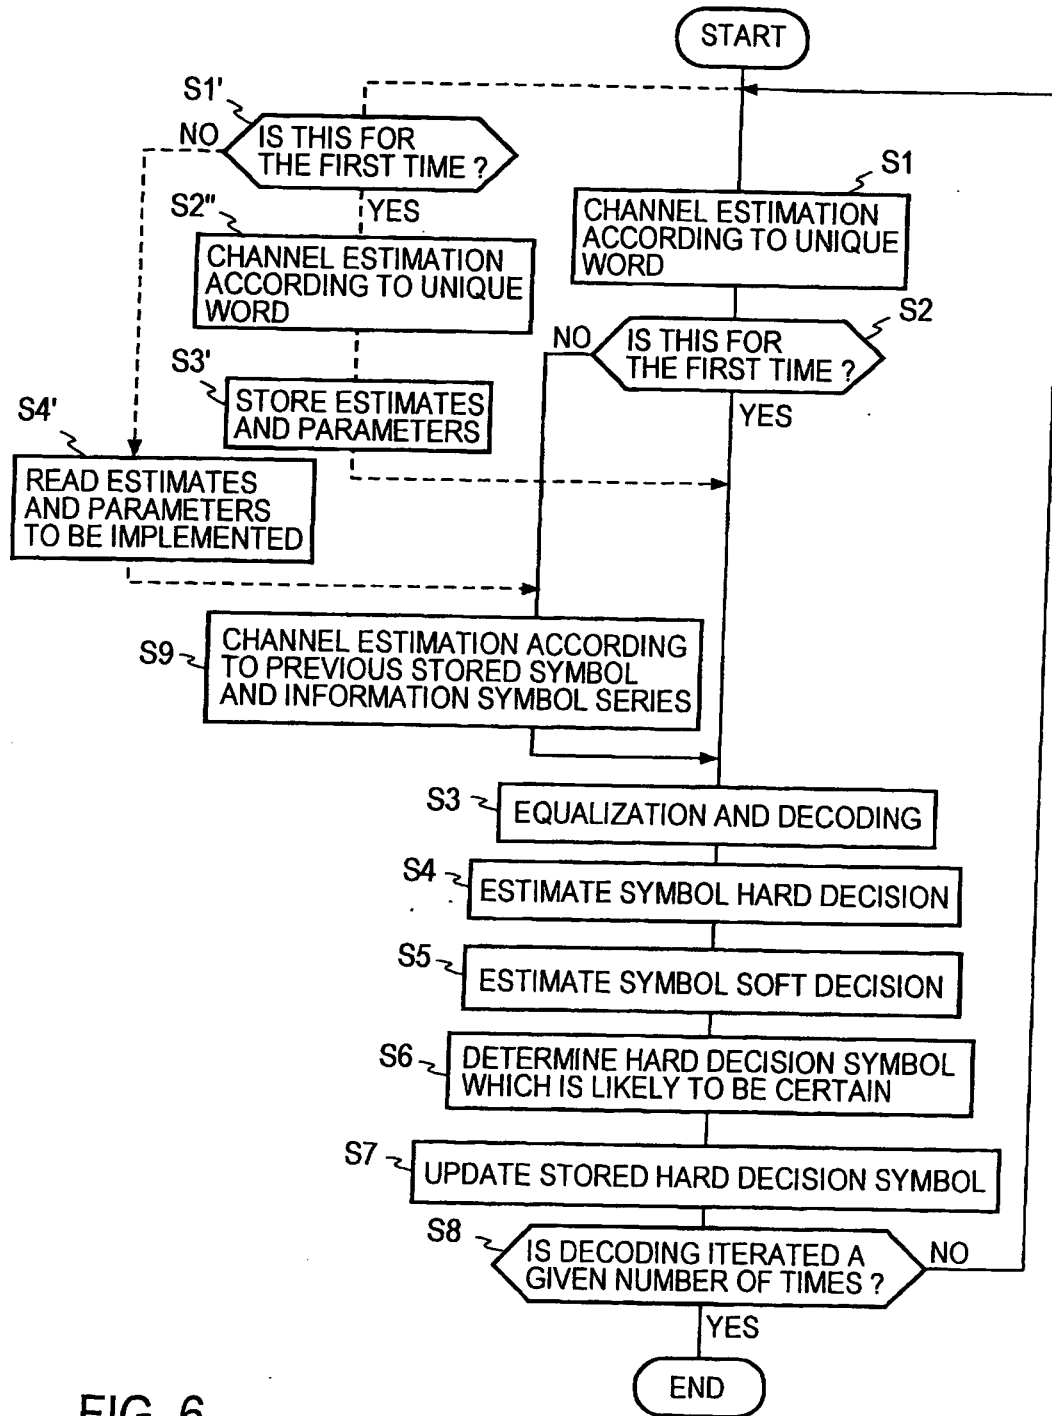 START
S1'
NO
IS THIS FOR
THE FIRST TIME ?
S1
S2"
YES
CHANNEL ESTIMATION
ACCORDING TO UNIQUE
WORD
CHANNEL ESTIMATION
ACCORDING TO UNIQUE
WORD
S2
NO
IS THIS FOR
THE FIRST TIME ?
S3'
STORE ESTIMATES
AND PARAMETERS
YES
S4'
READ ESTIMATES
AND PARAMETERS
TO BE IMPLEMENTED
S9
CHANNEL ESTIMATION ACCORDING
TO PREVIOUS STORED SYMBOL
AND INFORMATION SYMBOL SERIES
S3
EQUALIZATION AND DECODING
S4
ESTIMATE SYMBOL HARD DECISION
S5
ESTIMATE SYMBOL SOFT DECISION
S6
DETERMINE HARD DECISION SYMBOL
WHICH IS LIKELY TO BE CERTAIN
S7
UPDATE STORED HARD DECISION SYMBOL
S8
IS DECODING ITERATED A
GIVEN NUMBER OF TIMES ?
NO
YES
END
FIG. 6